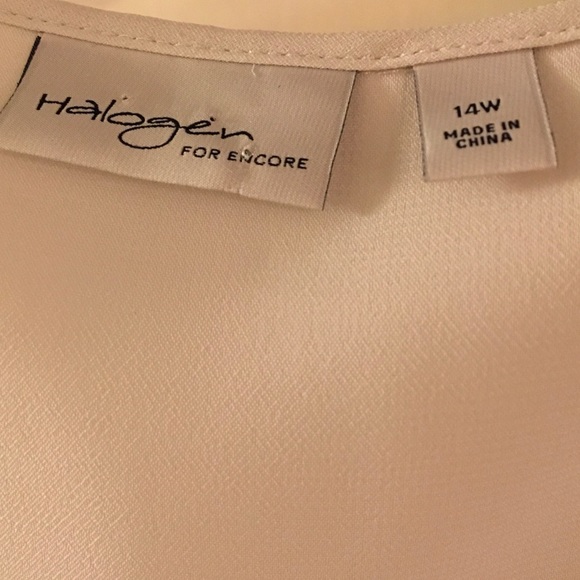 Halogen
FOR ENCORE
14W
MADE IN
CHINA